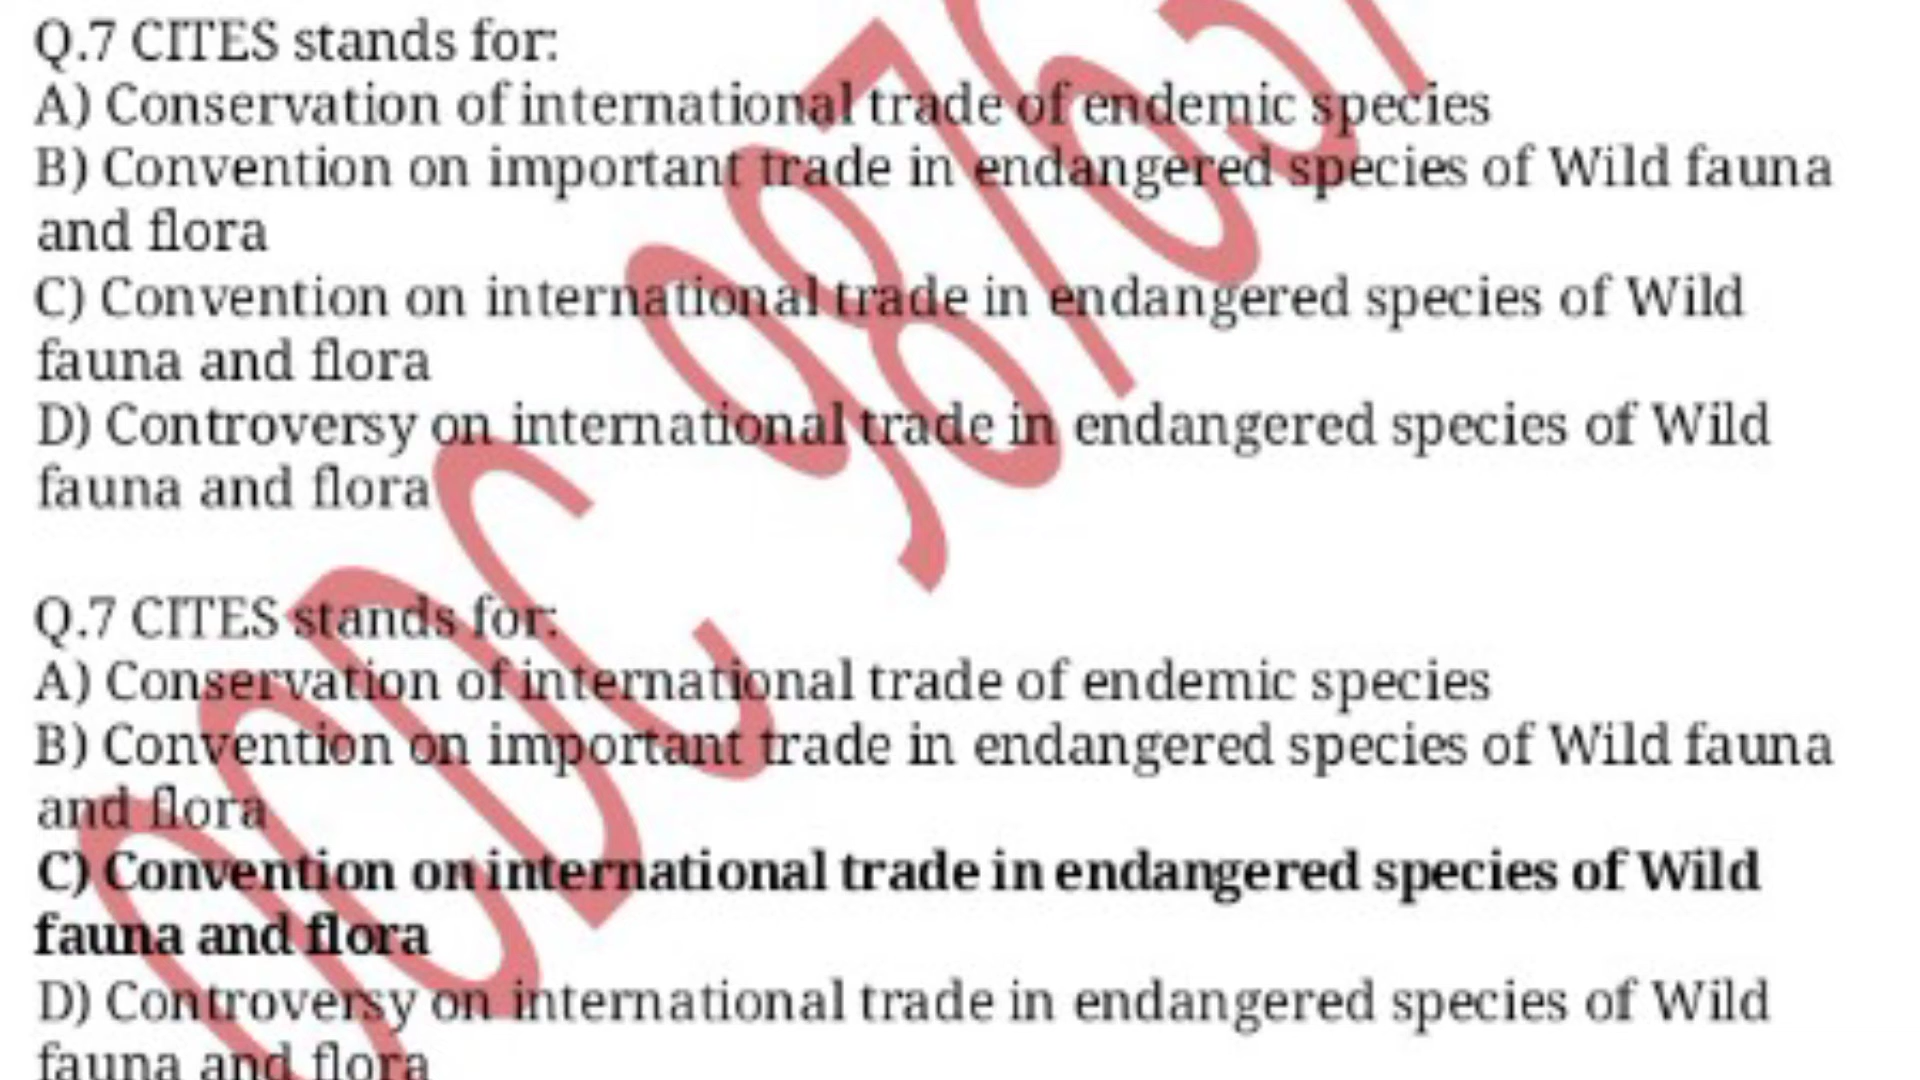 Q.7 CITES stands for:
A) Conservation of international trade of endemic species
B) Convention on important trade in endangered species of Wild fauna
and flora
C) Convention on international trade in endangered species of Wild
fauna and flora
D) Controversy on international trade in endangered species of Wild
fauna and flora
Q.7 CITES stands for:
A) Conservation of international trade of endemic species
B) Convention on important trade in endangered species of Wild fauna
and flora
C) Convention on international trade in endangered species of Wild
fauna and flora
D) Controversy on international trade in endangered species of Wild
fauna and flora